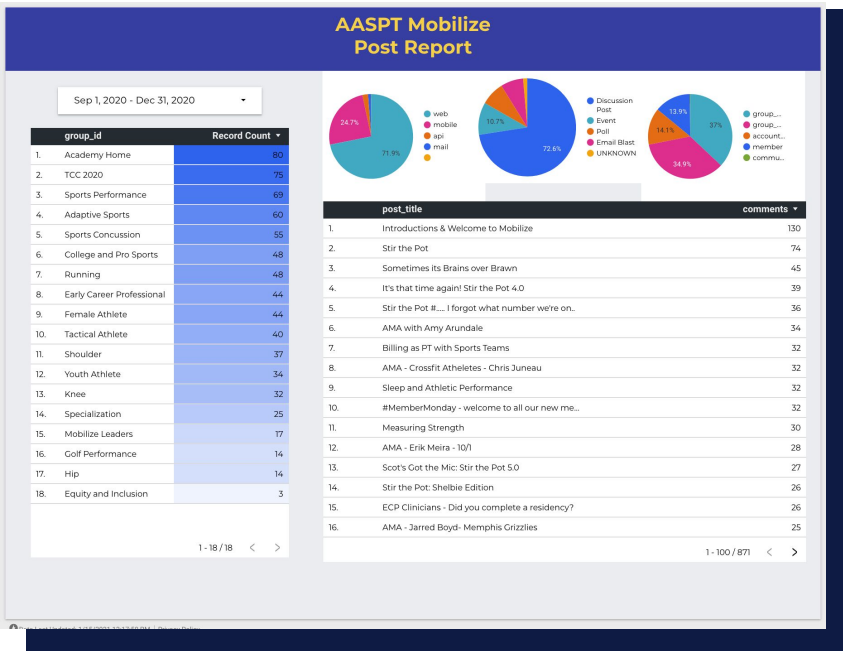 AASPT Mobilize
Post Report
Sep 1, 2020 - Dec 31, 2020
group_id Record Count
1. Academy Home 80
2. TCC 2020 75
3. Sports Performance 69
4. Adaptive Sports 60
5. Sports Concussion 55
6. College and Pro Sports 48
7. Running 48
8. Early Career Professional 44
9. Female Athlete 44
10. Tactical Athlete 40
11. Shoulder 37
12. Youth Athlete 34
13. Knee 32
14. Specialization 25
15. Mobilize Leaders 17
16. Golf Performance 14
17. Hip 14
18. Equity and Inclusion 3
1 - 18 / 18 < >
24.7%
71.9%
web
mobile
api
mail
10.7%
72.6%
Discussion
Post
Event
Poll
Email Blast
UNKNOWN
13.9%
14.1%
37%
34.9%
group_...
group_...
account...
member
commu...
post_title comments
1. Introductions & Welcome to Mobilize 130
2. Stir the Pot 74
3. Sometimes its Brains over Brawn 45
4. It's that time again! Stir the Pot 4.0 39
5. Stir the Pot #..... I forgot what number we're on.. 36
6. AMA with Amy Arundale 34
7. Billing as PT with Sports Teams 32
8. AMA - Crossfit Atheletes - Chris Juneau 32
9. Sleep and Athletic Performance 32
10. #MemberMonday - welcome to all our new me... 32
11. Measuring Strength 30
12. AMA - Erik Meira - 10/1 28
13. Scot's Got the Mic: Stir the Pot 5.0 27
14. Stir the Pot: Shelbie Edition 26
15. ECP Clinicians - Did you complete a residency? 26
16. AMA - Jarred Boyd- Memphis Grizzlies 25
1 - 100 / 871 < >